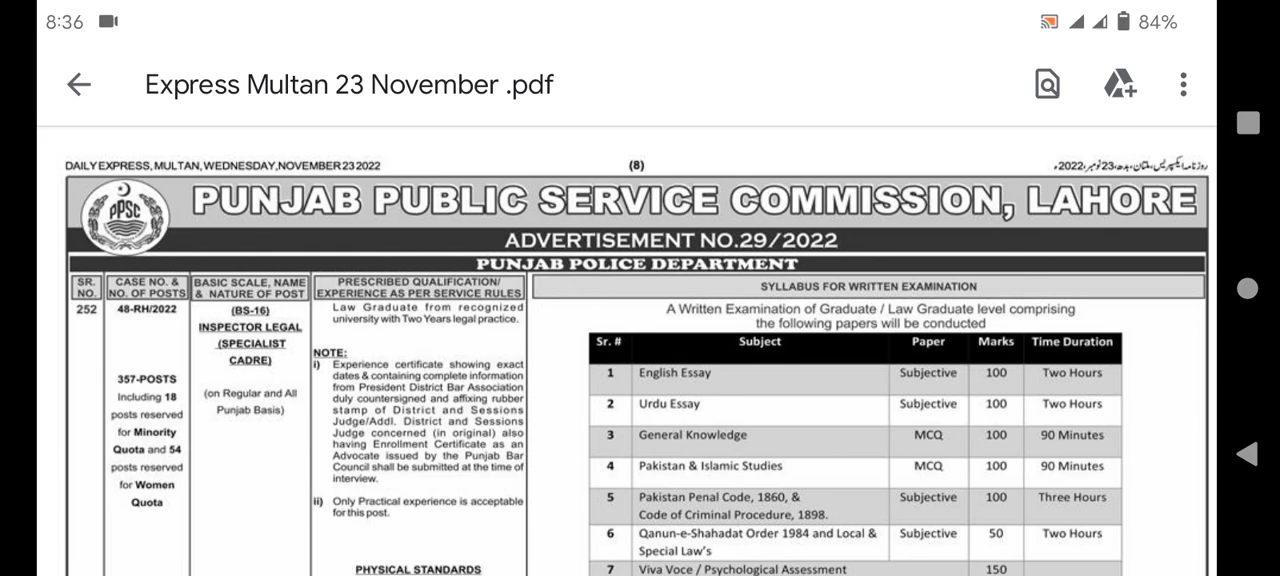 8:36
84%
Express Multan 23 November .pdf
DAILY EXPRESS, MULTAN, WEDNESDAY, NOVEMBER 23 2022
(8)
روزنامہ ایکسپریس، ملتان، بدھ، 23 نومبر، 2022ء
PPSC
PUNJAB PUBLIC SERVICE COMMISSION, LAHORE
ADVERTISEMENT NO.29/2022
PUNJAB POLICE DEPARTMENT
SR.
NO.
CASE NO. &
NO. OF POSTS
BASIC SCALE, NAME
& NATURE OF POST
PRESCRIBED QUALIFICATION/
EXPERIENCE AS PER SERVICE RULES
SYLLABUS FOR WRITTEN EXAMINATION
252
48-RH/2022
357-POSTS
Including 18
posts reserved
for Minority
Quota and 54
posts reserved
for Women
Quota
(BS-16)
INSPECTOR LEGAL
(SPECIALIST
CADRE)
(on Regular and All
Punjab Basis)
Law Graduate from recognized
university with Two Years legal practice.
NOTE:
i) Experience certificate showing exact
dates & containing complete information
from President District Bar Association
duly countersigned and affixing rubber
stamp of District and Sessions
Judge/Addl. District and Sessions
Judge concerned (in original) also
having Enrollment Certificate as an
Advocate issued by the Punjab Bar
Council shall be submitted at the time of
interview.
ii) Only Practical experience is acceptable
for this post.
PHYSICAL STANDARDS
A Written Examination of Graduate / Law Graduate level comprising
the following papers will be conducted
Sr. # Subject Paper Marks Time Duration
1 English Essay Subjective 100 Two Hours
2 Urdu Essay Subjective 100 Two Hours
3 General Knowledge MCQ 100 90 Minutes
4 Pakistan & Islamic Studies MCQ 100 90 Minutes
5 Pakistan Penal Code, 1860, & Subjective 100 Three Hours
Code of Criminal Procedure, 1898.
6 Qanun-e-Shahadat Order 1984 and Local & Subjective 50 Two Hours
Special Law's
7 Viva Voce / Psychological Assessment 150